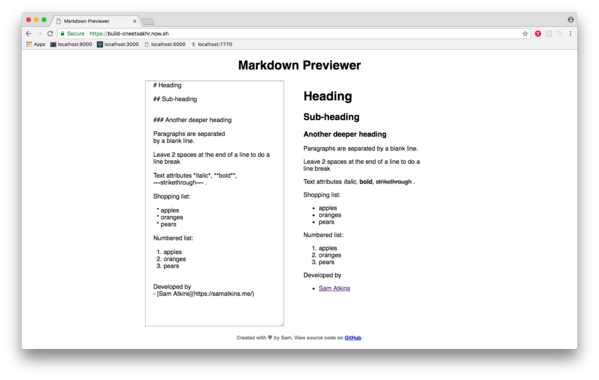 Markdown Previewer
Secure https://build-cneetxakhr.now.sh
Apps localhost:8000 localhost:3000 localhost:5000 localhost:7770
Markdown Previewer
# Heading
## Sub-heading
### Another deeper heading
Paragraphs are separated
by a blank line.
Leave 2 spaces at the end of a line to do a
line break
Text attributes *italic*, **bold**,
~~strikethrough~~ .
Shopping list:
* apples
* oranges
* pears
Numbered list:
1. apples
2. oranges
3. pears
Developed by
- [Sam Atkins](https://samatkins.me/)
Heading
Sub-heading
Another deeper heading
Paragraphs are separated by a blank line.
Leave 2 spaces at the end of a line to do a
line break
Text attributes italic, bold, strikethrough .
Shopping list:
• apples
• oranges
• pears
Numbered list:
1. apples
2. oranges
3. pears
Developed by
• Sam Atkins
Created with ♥ by Sam. View source code on GitHub.